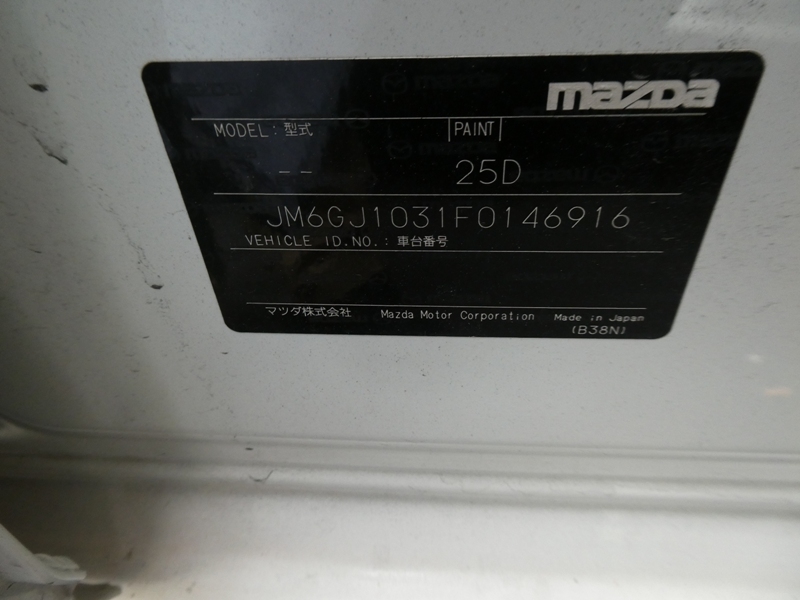 mazda
MODEL: 型式 PAINT
-- 25D
JM6GJ1031F0146916
VEHICLE ID.NO.: 車台番号
マツダ株式会社 Mazda Motor Corporation Made in Japan
(B38N)